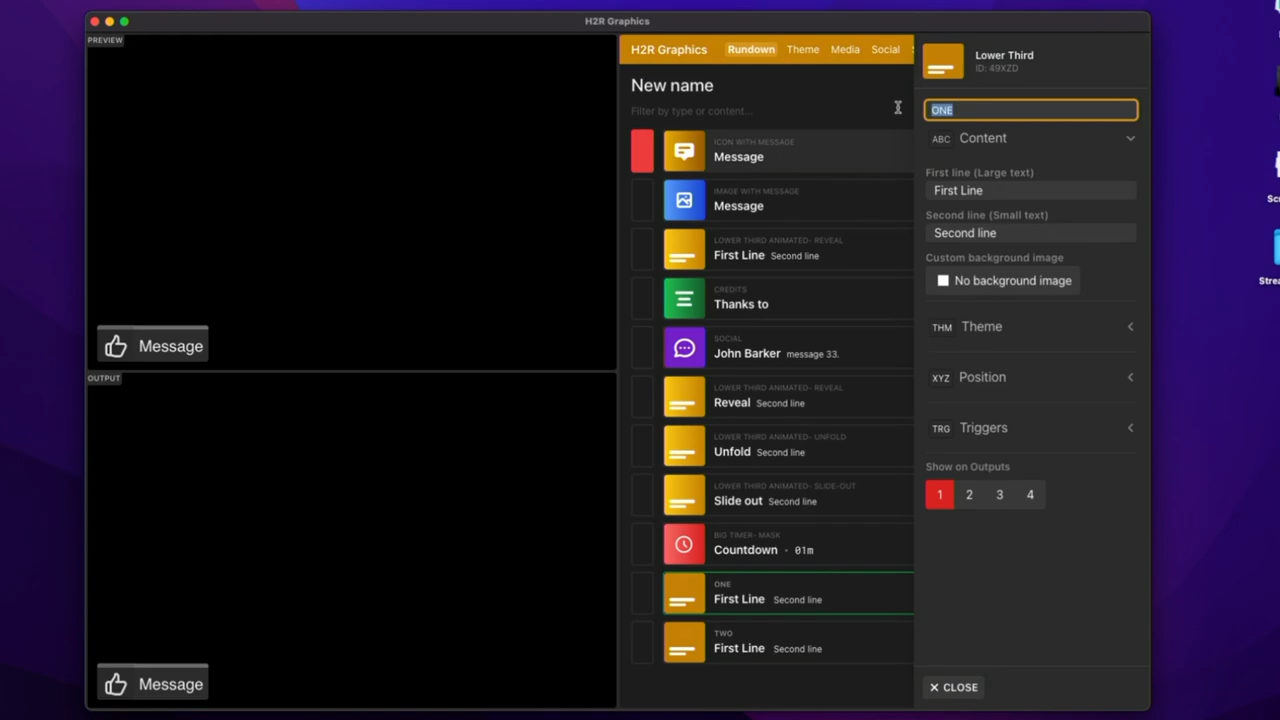 H2R Graphics
PREVIEW
Message
OUTPUT
Message
H2R Graphics Rundown Theme Media Social
New name
Filter by type or content...
ICON WITH MESSAGE
Message
IMAGE WITH MESSAGE
Message
LOWER THIRD ANIMATED- REVEAL
First Line Second line
CREDITS
Thanks to
SOCIAL
John Barker message 33.
LOWER THIRD ANIMATED- REVEAL
Reveal Second line
LOWER THIRD ANIMATED- UNFOLD
Unfold Second line
LOWER THIRD ANIMATED- SLIDE-OUT
Slide out Second line
BIG TIMER- MASK
Countdown · 01m
ONE
First Line Second line
TWO
First Line Second line
Lower Third
ID: 49XZD
ONE
ABC Content
First line (Large text)
First Line
Second line (Small text)
Second line
Custom background image
No background image
THM Theme
XYZ Position
TRG Triggers
Show on Outputs
1 2 3 4
✕ CLOSE